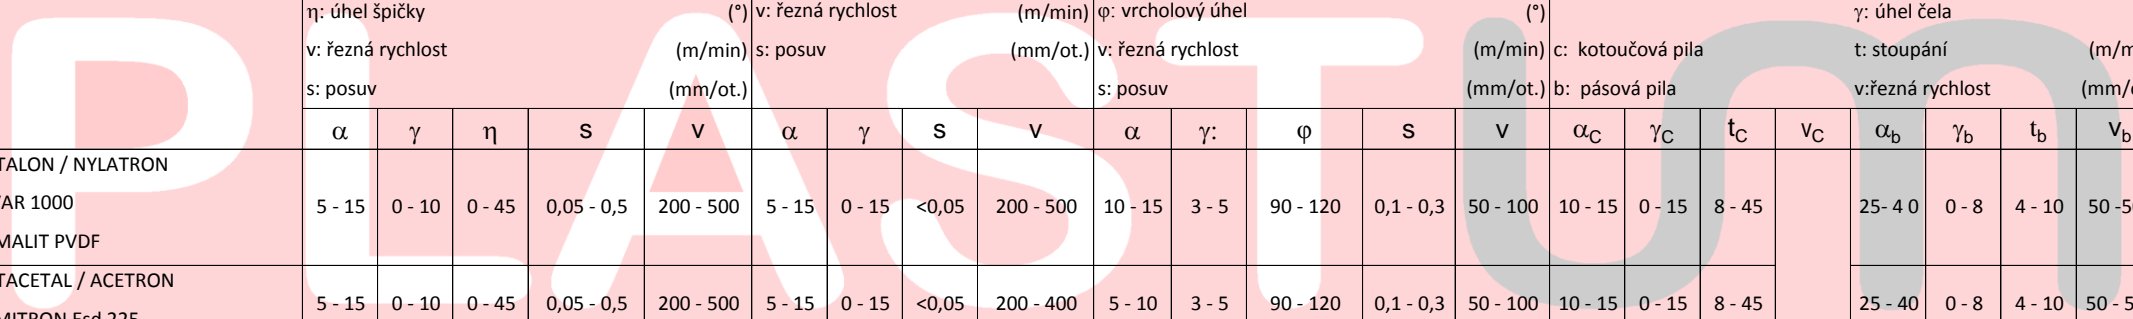 η: úhel špičky (°) v: řezná rychlost (m/min) φ: vrcholový úhel (°) γ: úhel čela
v: řezná rychlost (m/min) s: posuv (mm/ot.) v: řezná rychlost (m/min) c: kotoučová pila t: stoupání
s: posuv (mm/ot.) s: posuv (mm/ot.) b: pásová pila v:řezná rychlost
α γ η s v α γ s v α γ: φ s v αC γC tC vC αb γb tb vb
TALON / NYLATRON
AR 1000
5 - 15 0 - 10 0 - 45 0,05 - 0,5 200 - 500 5 - 15 0 - 15 <0,05 200 - 500 10 - 15 3 - 5 90 - 120 0,1 - 0,3 50 - 100 10 - 15 0 - 15 8 - 45 25- 4 0 0 - 8 4 - 10
MALIT PVDF
TACETAL / ACETRON
5 - 15 0 - 10 0 - 45 0,05 - 0,5 200 - 500 5 - 15 0 - 15 <0,05 200 - 400 5 - 10 3 - 5 90 - 120 0,1 - 0,3 50 - 100 10 - 15 0 - 15 8 - 45 25 - 40 0 - 8 4 - 10
PLASTUM